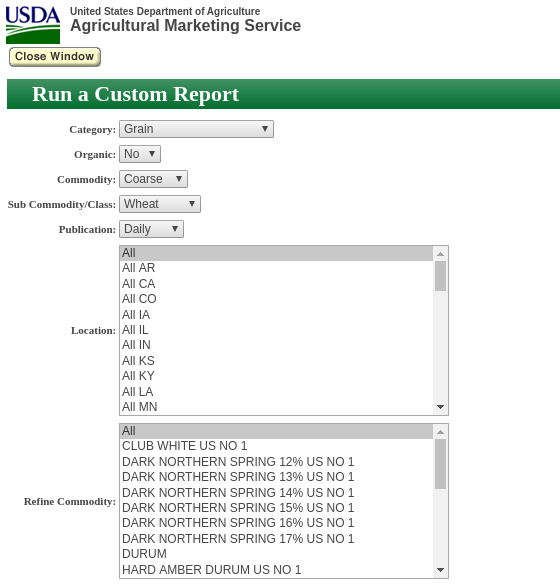 USDA
United States Department of Agriculture
Agricultural Marketing Service
Close Window
Run a Custom Report
Category: Grain
Organic: No
Commodity: Coarse
Sub Commodity/Class: Wheat
Publication: Daily
Location:
All
All AR
All CA
All CO
All IA
All IL
All IN
All KS
All KY
All LA
All MN
Refine Commodity:
All
CLUB WHITE US NO 1
DARK NORTHERN SPRING 12% US NO 1
DARK NORTHERN SPRING 13% US NO 1
DARK NORTHERN SPRING 14% US NO 1
DARK NORTHERN SPRING 15% US NO 1
DARK NORTHERN SPRING 16% US NO 1
DARK NORTHERN SPRING 17% US NO 1
DURUM
HARD AMBER DURUM US NO 1